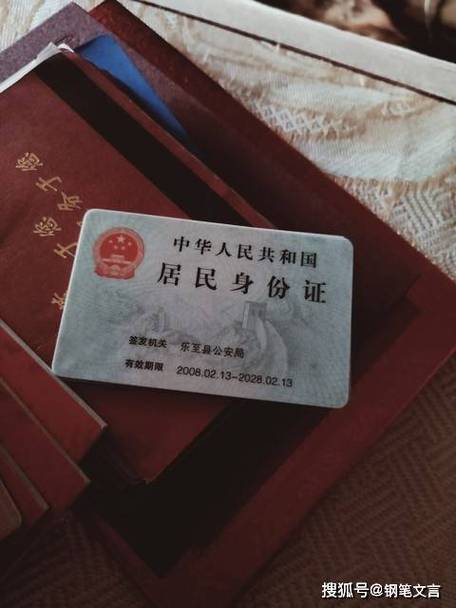 中华人民共和国
居民身份证
签发机关 乐至县公安局
有效期限 2008.02.13-2028.02.13
搜狐号@钢笔文言